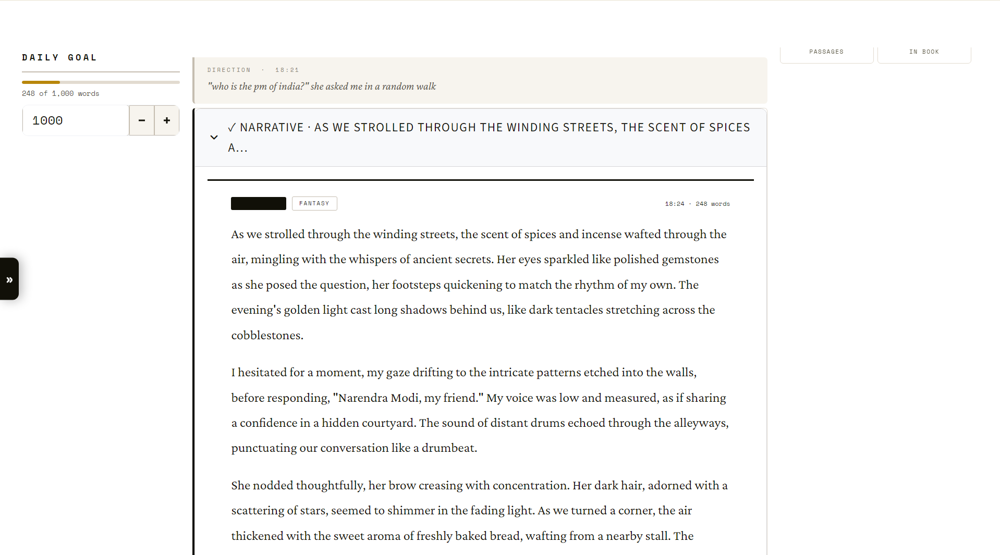 DAILY GOAL
248 of 1,000 words
1000
− +
»
DIRECTION · 18:21
"who is the pm of india?" she asked me in a random walk
✓ NARRATIVE · AS WE STROLLED THROUGH THE WINDING STREETS, THE SCENT OF SPICES
A...
FANTASY
18:24 · 248 words
As we strolled through the winding streets, the scent of spices and incense wafted through the
air, mingling with the whispers of ancient secrets. Her eyes sparkled like polished gemstones
as she posed the question, her footsteps quickening to match the rhythm of my own. The
evening's golden light cast long shadows behind us, like dark tentacles stretching across the
cobblestones.
I hesitated for a moment, my gaze drifting to the intricate patterns etched into the walls,
before responding, "Narendra Modi, my friend." My voice was low and measured, as if sharing
a confidence in a hidden courtyard. The sound of distant drums echoed through the alleyways,
punctuating our conversation like a drumbeat.
She nodded thoughtfully, her brow creasing with concentration. Her dark hair, adorned with a
scattering of stars, seemed to shimmer in the fading light. As we turned a corner, the air
thickened with the sweet aroma of freshly baked bread, wafting from a nearby stall. The
PASSAGES
IN BOOK